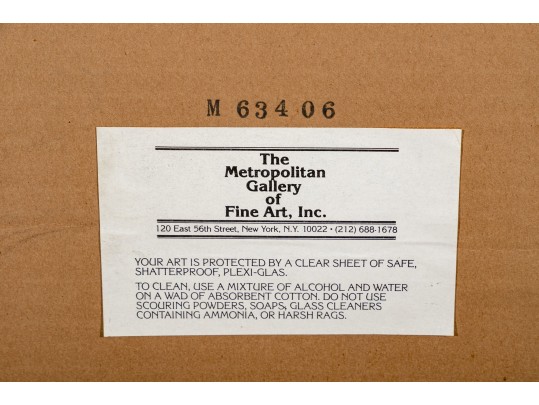 M 63406
The
Metropolitan
Gallery
of
Fine Art, Inc.
120 East 56th Street, New York, N.Y. 10022 • (212) 688-1678
YOUR ART IS PROTECTED BY A CLEAR SHEET OF SAFE,
SHATTERPROOF, PLEXI-GLAS.
TO CLEAN, USE A MIXTURE OF ALCOHOL AND WATER
ON A WAD OF ABSORBENT COTTON. DO NOT USE
SCOURING POWDERS, SOAPS, GLASS CLEANERS
CONTAINING AMMONIA, OR HARSH RAGS.